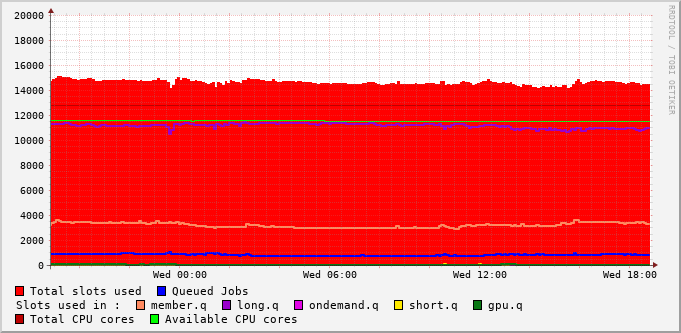 RRDTOOL / TOBI OETIKER
20000
18000
16000
14000
12000
10000
8000
6000
4000
2000
0
Wed 00:00 Wed 06:00 Wed 12:00 Wed 18:00
Total slots used Queued Jobs
Slots used in : member.q long.q ondemand.q short.q gpu.q
Total CPU cores Available CPU cores